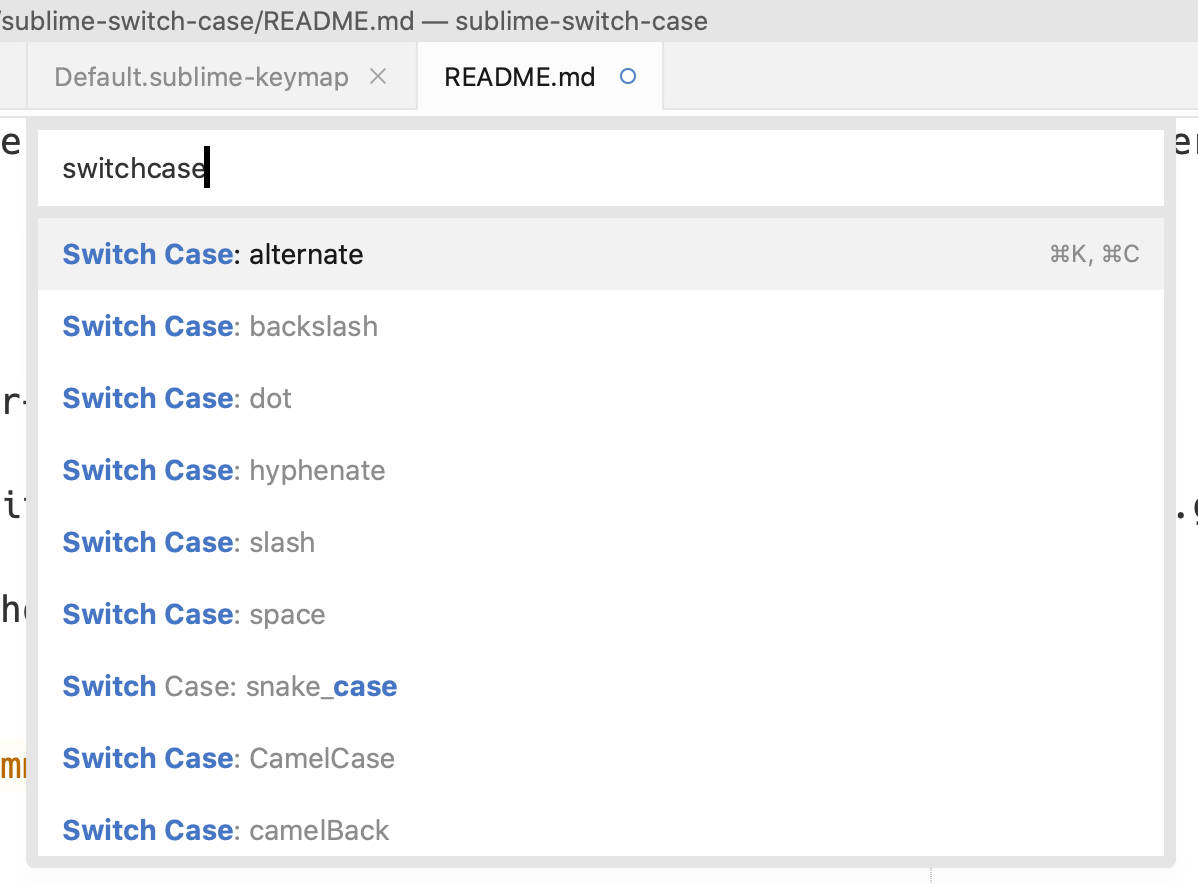 /sublime-switch-case/README.md — sublime-switch-case
Default.sublime-keymap × README.md
switchcase
Switch Case: alternate ⌘K, ⌘C
Switch Case: backslash
Switch Case: dot
Switch Case: hyphenate
Switch Case: slash
Switch Case: space
Switch Case: snake_case
Switch Case: CamelCase
Switch Case: camelBack